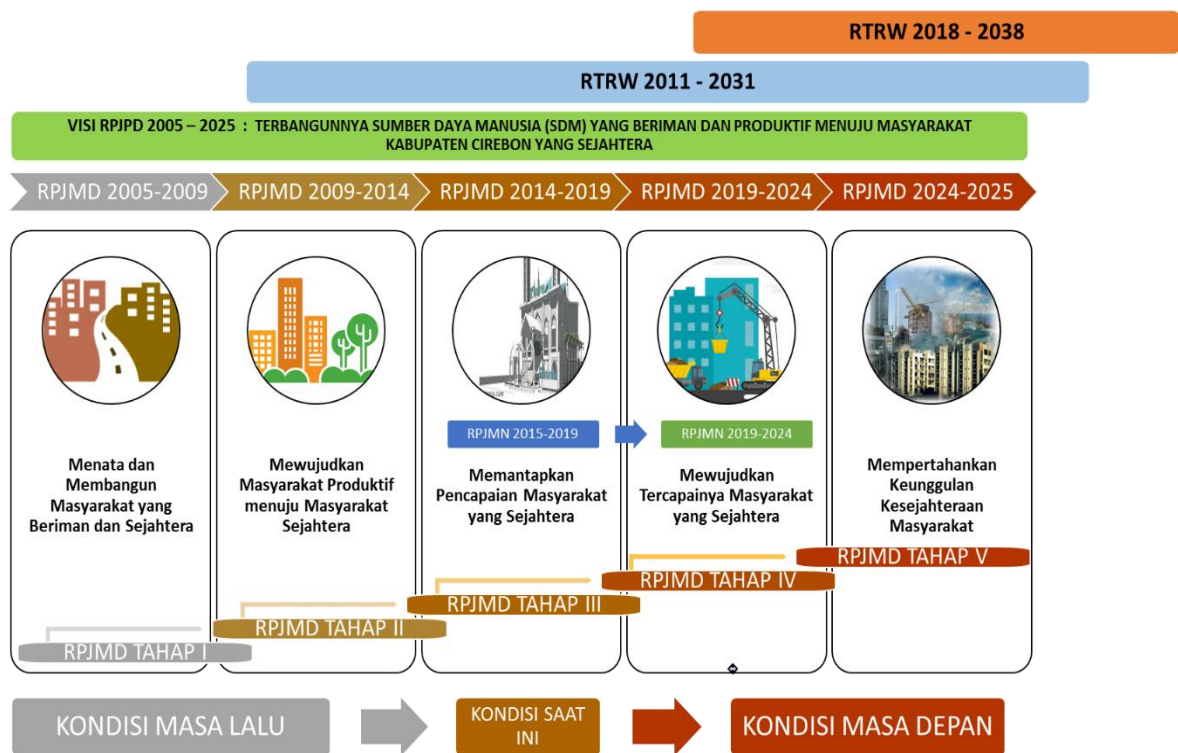 RTRW 2018 - 2038
RTRW 2011 - 2031
VISI RPJPD 2005 – 2025 : TERBANGUNNYA SUMBER DAYA MANUSIA (SDM) YANG BERIMAN DAN PRODUKTIF MENUJU MASYARAKAT
KABUPATEN CIREBON YANG SEJAHTERA
RPJMD 2005-2009
RPJMD 2009-2014
RPJMD 2014-2019
RPJMD 2019-2024
RPJMD 2024-2025
RPJMN 2015-2019
RPJMN 2019-2024
Menata dan
Membangun
Masyarakat yang
Beriman dan Sejahtera
Mewujudkan
Masyarakat Produktif
menuju Masyarakat
Sejahtera
Memantapkan
Pencapaian Masyarakat
yang Sejahtera
Mewujudkan
Tercapainya Masyarakat
yang Sejahtera
Mempertahankan
Keunggulan
Kesejahteraan
Masyarakat
RPJMD TAHAP I
RPJMD TAHAP II
RPJMD TAHAP III
RPJMD TAHAP IV
RPJMD TAHAP V
KONDISI MASA LALU
KONDISI SAAT
INI
KONDISI MASA DEPAN